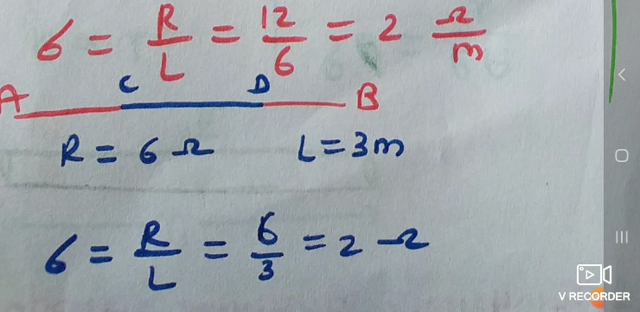 σ = R/L = 12/6 = 2 Ω/m
A C D B
R = 6 Ω L = 3m
σ = R/L = 6/3 = 2 Ω
V RECORDER